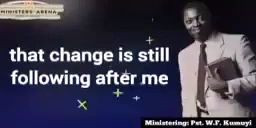 MINISTERS' ARENA
that change is still
following after me
Ministering: Pst. W.F. Kumuyi